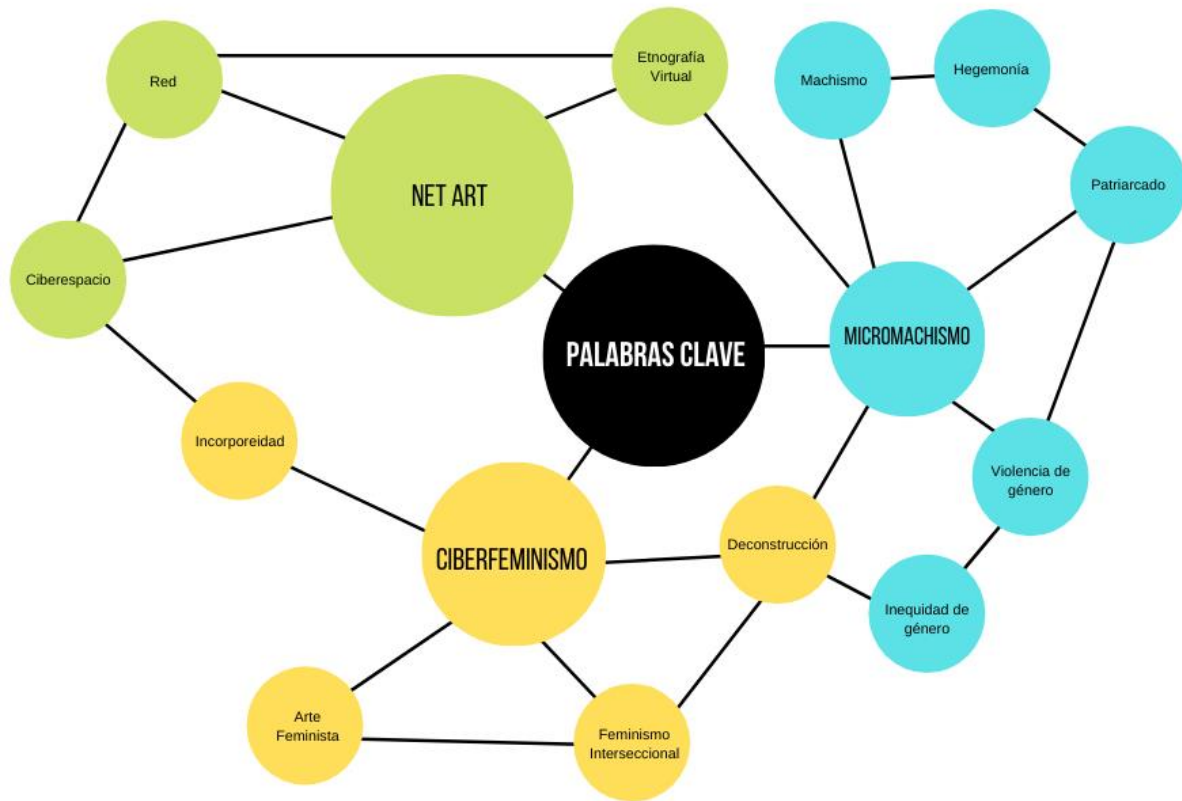 Etnografía
Virtual
Red
Machismo
Hegemonía
NET ART
Patriarcado
Ciberespacio
PALABRAS CLAVE
MICROMACHISMO
Incorporeidad
Violencia de
género
CIBERFEMINISMO
Deconstrucción
Inequidad de
género
Arte
Feminista
Feminismo
Interseccional